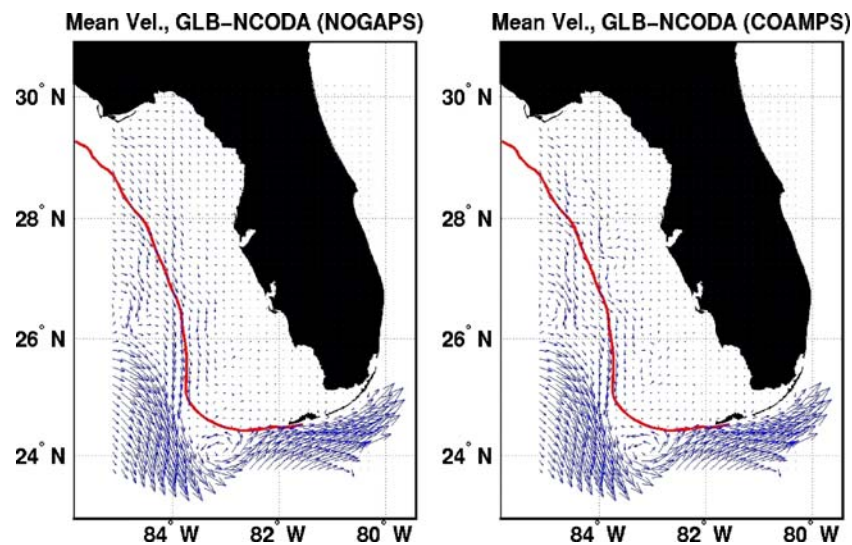 Mean Vel., GLB-NCODA (NOGAPS)
Mean Vel., GLB-NCODA (COAMPS)
30° N
28° N
26° N
24° N
84° W
82° W
80° W
30° N
28° N
26° N
24° N
84° W
82° W
80° W